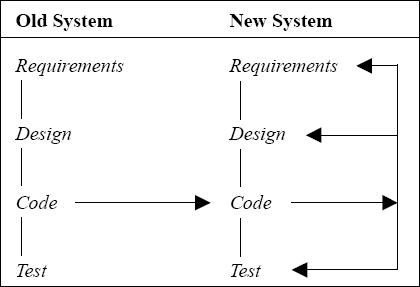 Old System New System
Requirements Requirements
Design Design
Code Code
Test Test